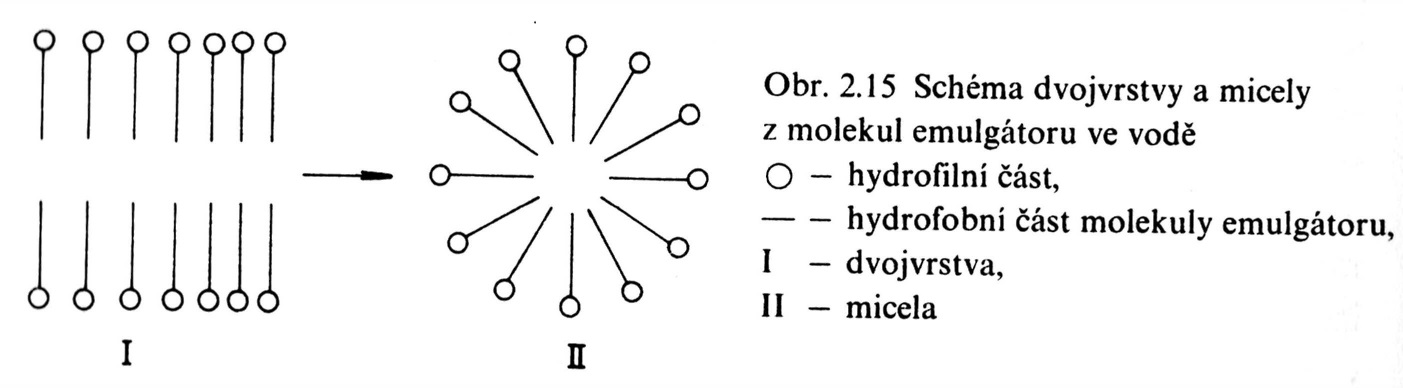 Obr. 2.15 Schéma dvojvrstvy a micely
z molekul emulgátoru ve vodě
○ – hydrofilní část,
— – hydrofobní část molekuly emulgátoru,
I – dvojvrstva,
II – micela
I
II